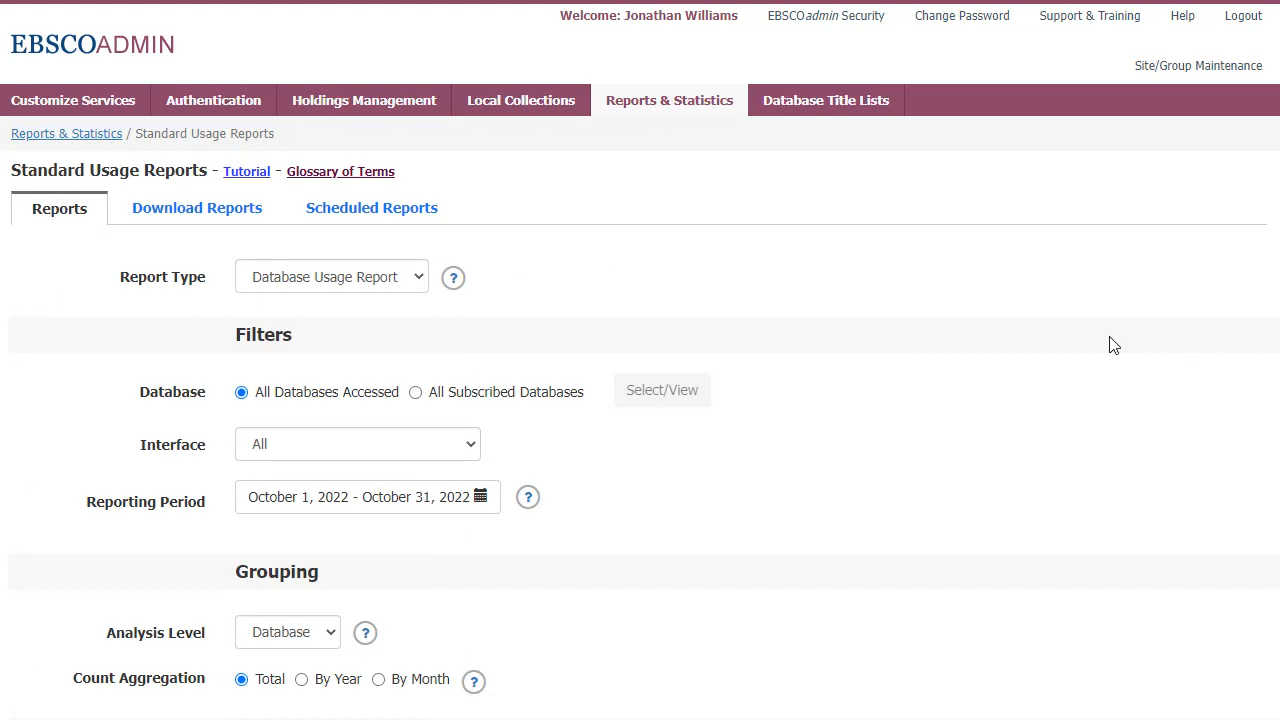 Welcome: Jonathan Williams EBSCOadmin Security Change Password Support & Training Help Logout
EBSCOADMIN
Site/Group Maintenance
Customize Services Authentication Holdings Management Local Collections Reports & Statistics Database Title Lists
Reports & Statistics / Standard Usage Reports
Standard Usage Reports - Tutorial - Glossary of Terms
Reports Download Reports Scheduled Reports
Report Type Database Usage Report ?
Filters
Database All Databases Accessed All Subscribed Databases Select/View
Interface All
Reporting Period October 1, 2022 - October 31, 2022 ?
Grouping
Analysis Level Database ?
Count Aggregation Total By Year By Month ?